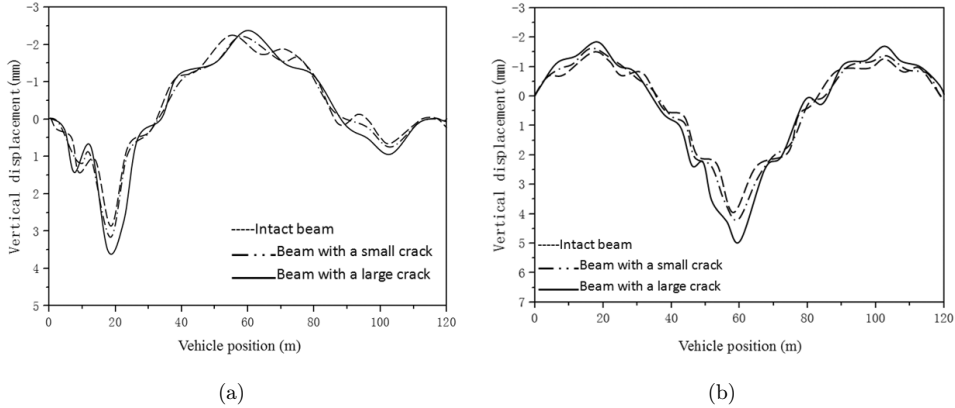 -3
-2
-1
0
1
2
3
4
5
Vertical displacement(mm)
0 20 40 60 80 100 120
Vehicle position (m)
Intact beam
Beam with a small crack
Beam with a large crack
(a)
-3
-2
-1
0
1
2
3
4
5
6
7
Vertical displacement (mm)
0 20 40 60 80 100 120
Vehicle position (m)
Intact beam
Beam with a small crack
Beam with a large crack
(b)